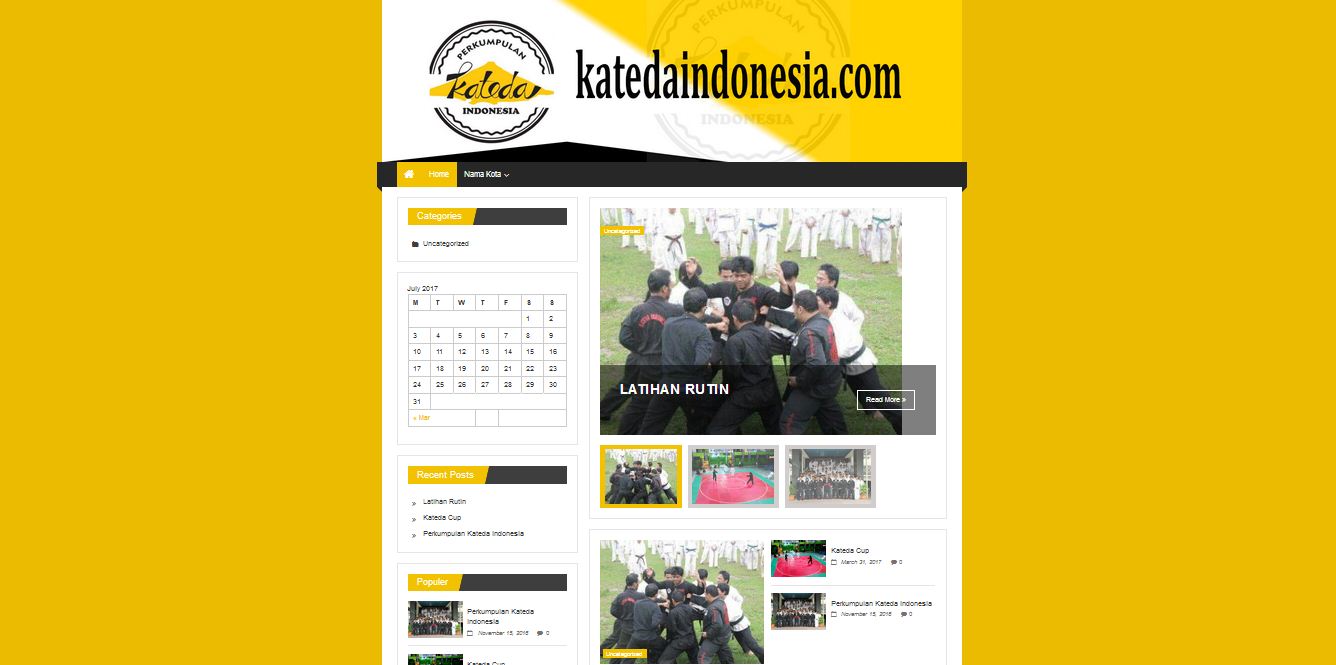 PERKUMPULAN
kateda
INDONESIA
katedaindonesia.com
PERKUMPULAN
INDONESIA
Home
Nama Kota
Categories
Uncategorized
July 2017
M T W T F S S
1 2
3 4 5 6 7 8 9
10 11 12 13 14 15 16
17 18 19 20 21 22 23
24 25 26 27 28 29 30
31
« Mar
Recent Posts
» Latihan Rutin
» Kateda Cup
» Perkumpulan Kateda Indonesia
Populer
Perkumpulan Kateda
Indonesia
November 15, 2016 0
Kateda Cup
Uncategorized
LATIHAN RUTIN
Read More »
Uncategorized
Kateda Cup
March 31, 2017 0
Perkumpulan Kateda Indonesia
November 15, 2016 0